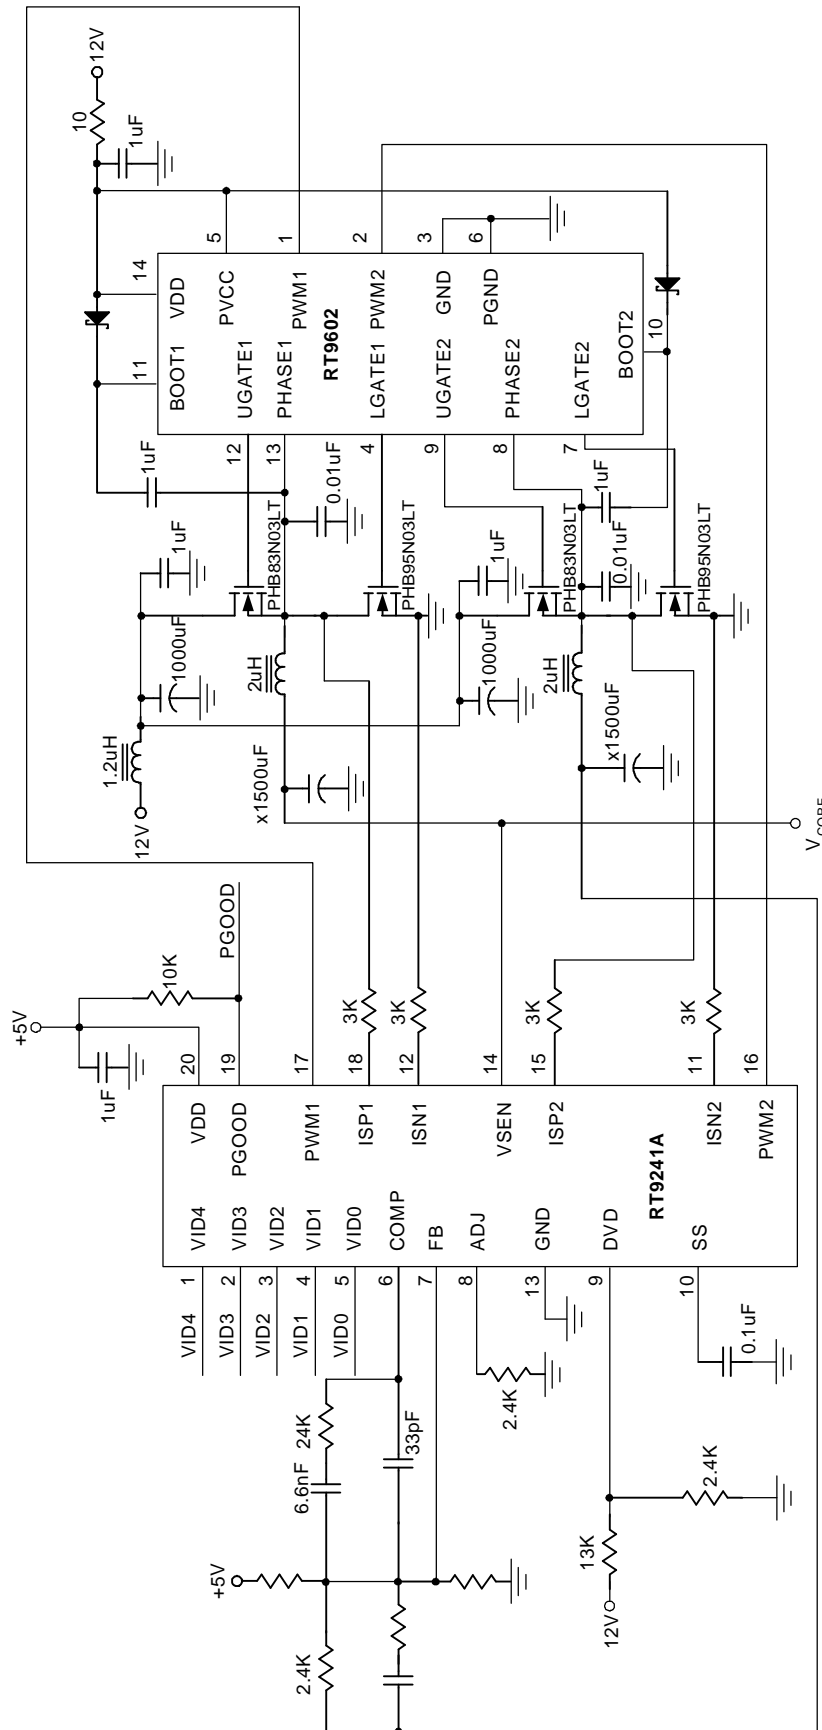 12V
10
1uF
14
VDD
5
PVCC
1
PWM1
2
PWM2
3
GND
6
PGND
RT9602
11
BOOT1
UGATE1
12
PHASE1
13
LGATE1
4
UGATE2
9
PHASE2
8
LGATE2
7
BOOT2
10
1uF
0.01uF
1uF
0.01uF
1uF
PHB83N03LT
PHB95N03LT
1uF
PHB83N03LT
PHB95N03LT
1000uF
2uH
1000uF
2uH
1.2uH
12V
x1500uF
x1500uF
VCORE
+5V
10K
PGOOD
1uF
3K
3K
3K
3K
20
VDD
19
PGOOD
17
PWM1
18
ISP1
12
ISN1
14
VSEN
15
ISP2
11
ISN2
16
PWM2
RT9241A
VID4
1
VID4
VID3
2
VID3
VID2
3
VID2
VID1
4
VID1
VID0
5
VID0
COMP
6
FB
7
ADJ
8
GND
13
DVD
9
SS
10
24K
6.6nF
33pF
2.4K
0.1uF
2.4K
13K
12V
+5V
2.4K